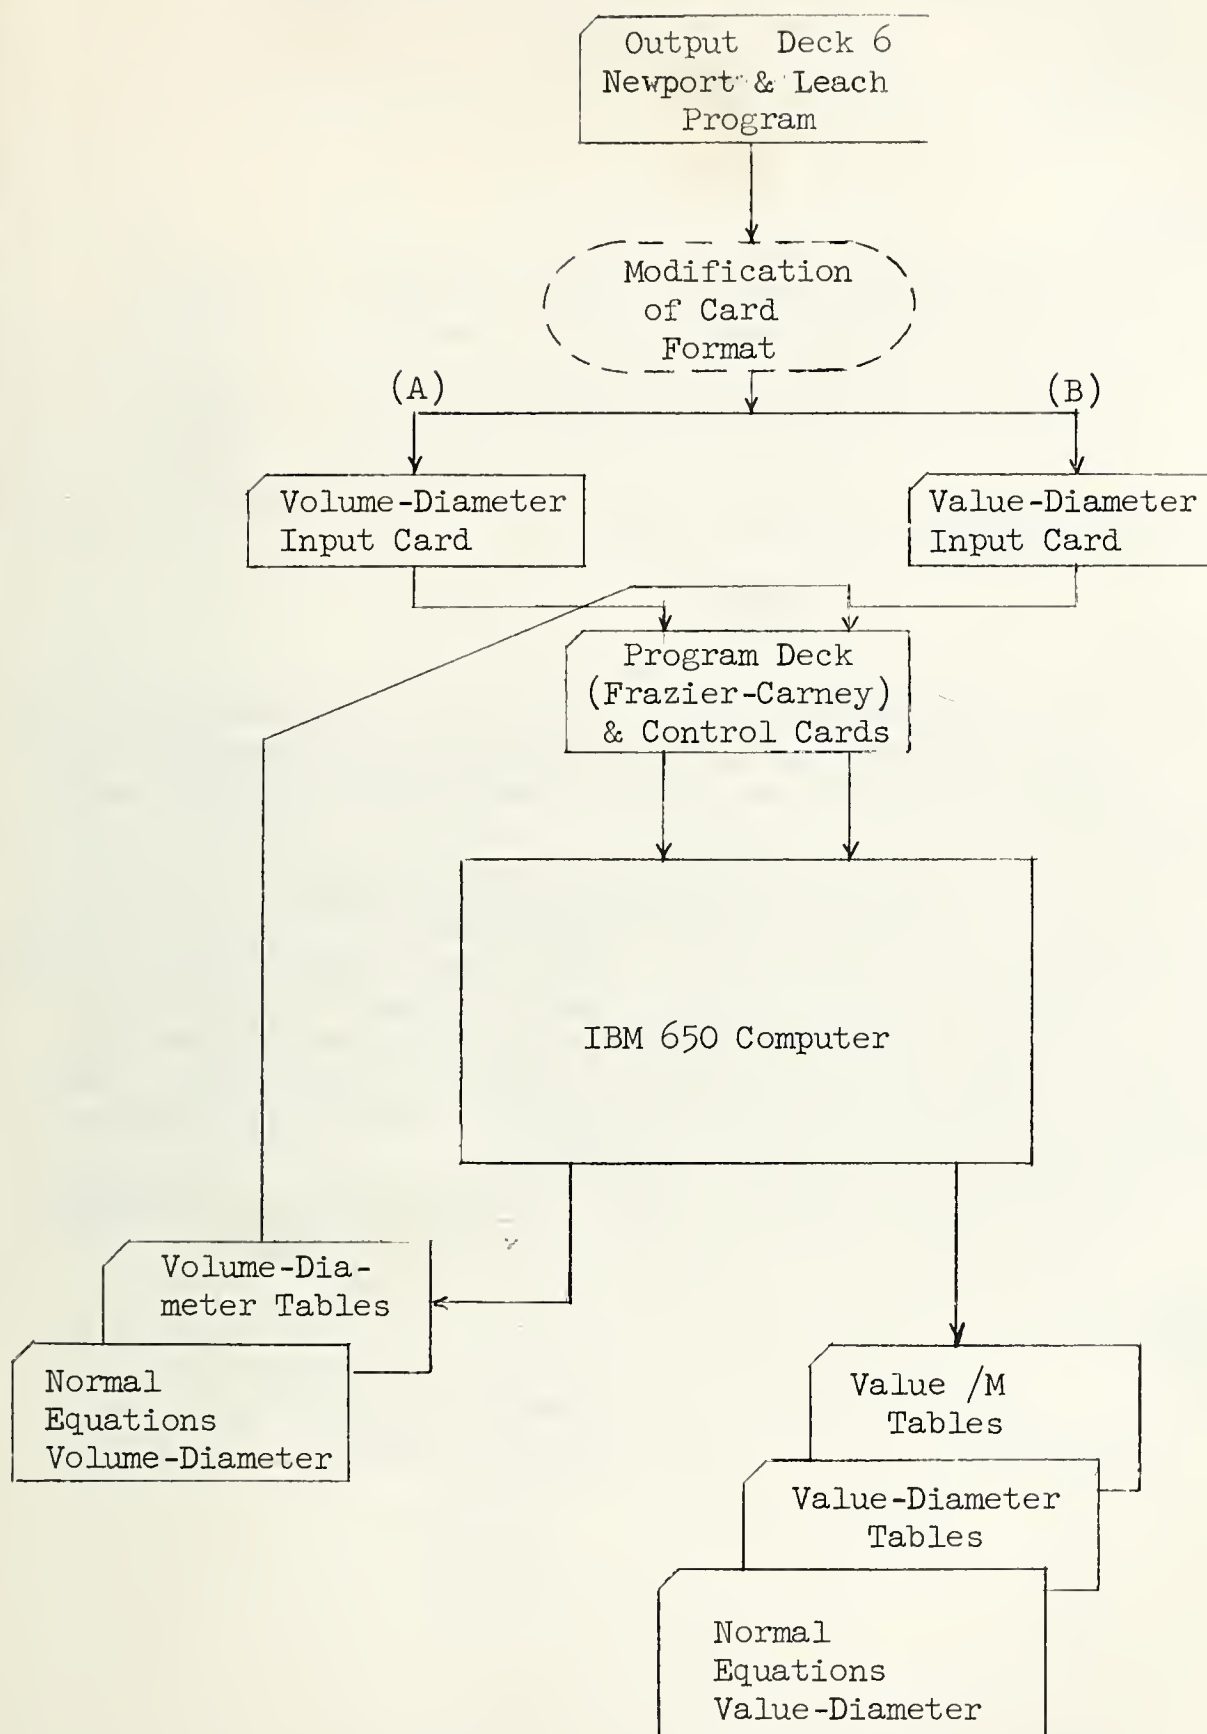 Output Deck 6
Newport & Leach
Program
Modification
of Card
Format
(A)
(B)
Volume-Diameter
Input Card
Value-Diameter
Input Card
Program Deck
(Frazier-Carney)
& Control Cards
IBM 650 Computer
Volume-Dia-
meter Tables
Normal
Equations
Volume-Diameter
Value /M
Tables
Value-Diameter
Tables
Normal
Equations
Value-Diameter